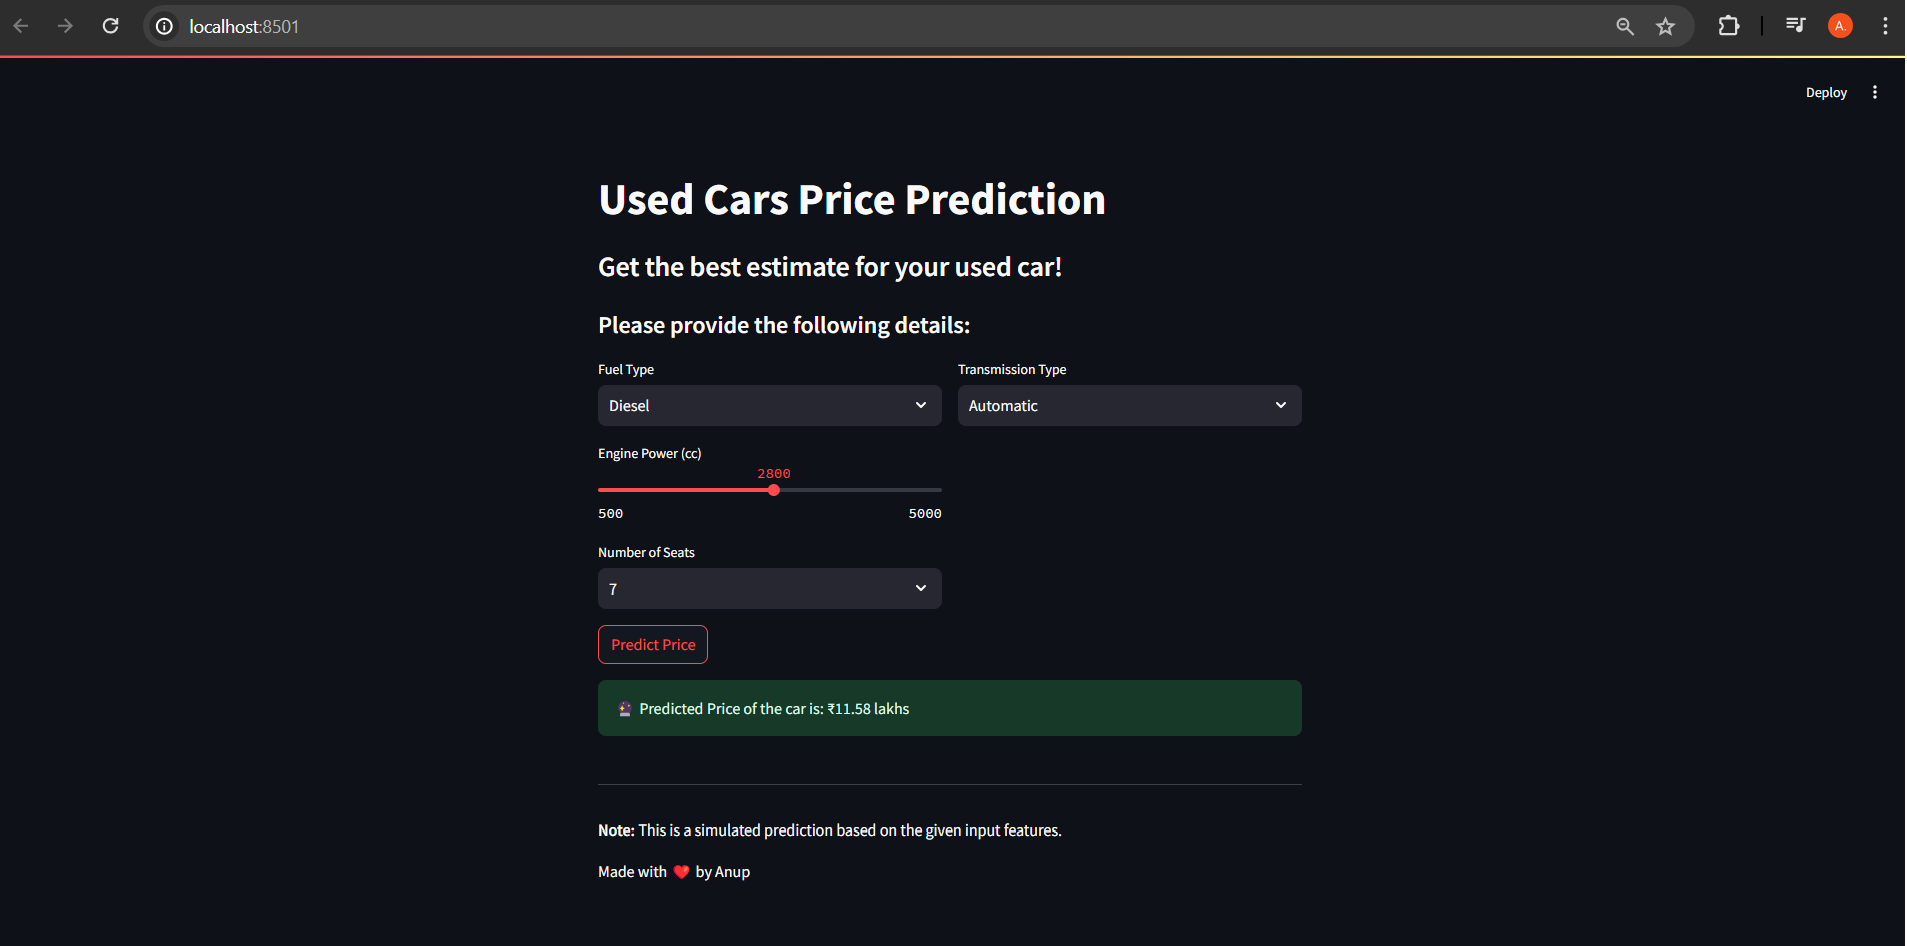 localhost:8501
A.
Deploy
Used Cars Price Prediction
Get the best estimate for your used car!
Please provide the following details:
Fuel Type
Transmission Type
Diesel
Automatic
Engine Power (cc)
2800
500
5000
Number of Seats
7
Predict Price
🔮 Predicted Price of the car is: ₹11.58 lakhs
Note: This is a simulated prediction based on the given input features.
Made with ❤️ by Anup